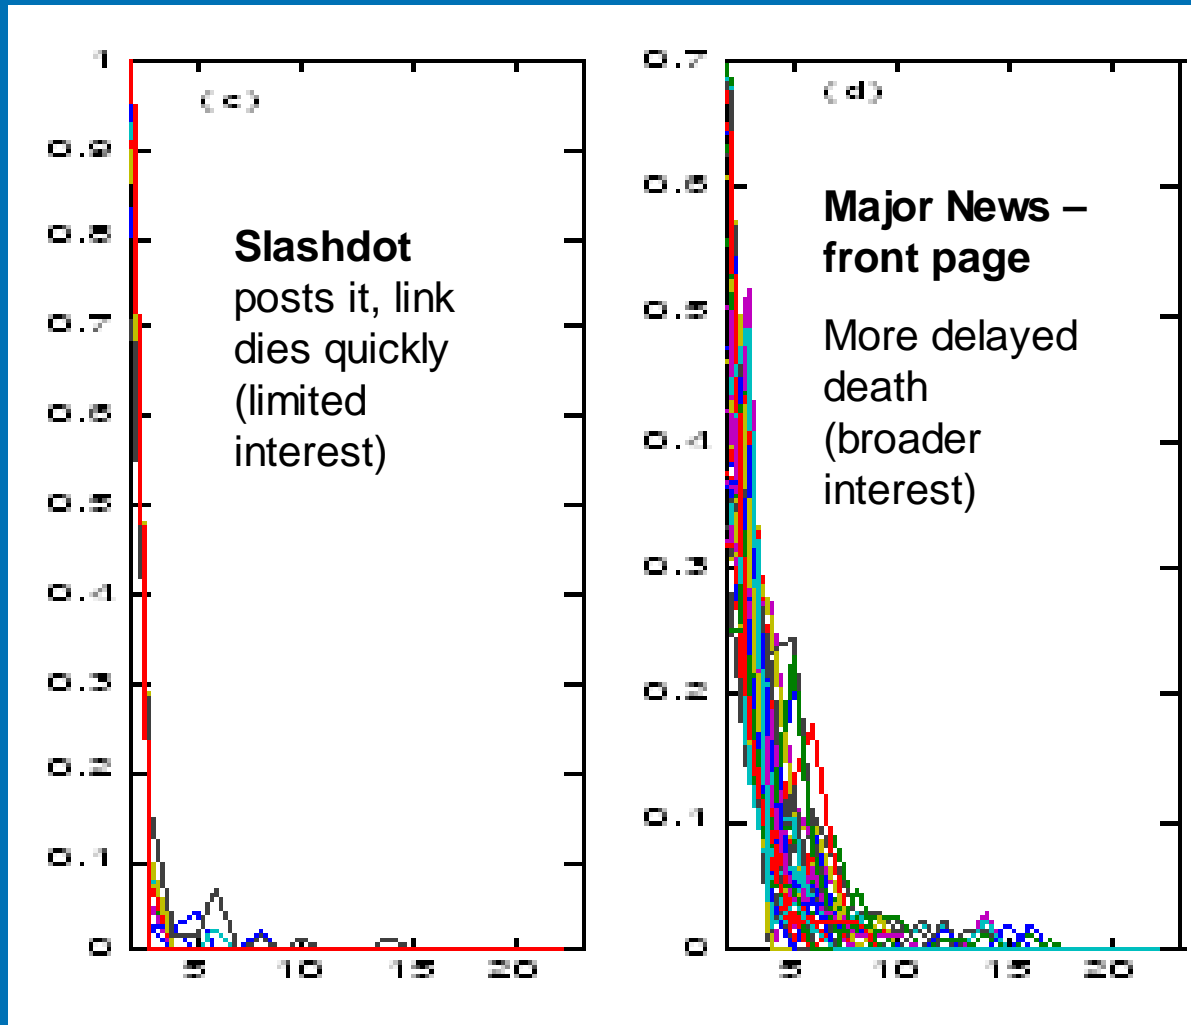 1
(c)
0.9
0.8
0.7
0.6
0.5
0.4
0.3
0.2
0.1
0
5
10
15
20
Slashdot
posts it, link
dies quickly
(limited
interest)
0.7
(d)
0.6
0.5
0.4
0.3
0.2
0.1
0
5
10
15
20
Major News –
front page
More delayed
death
(broader
interest)